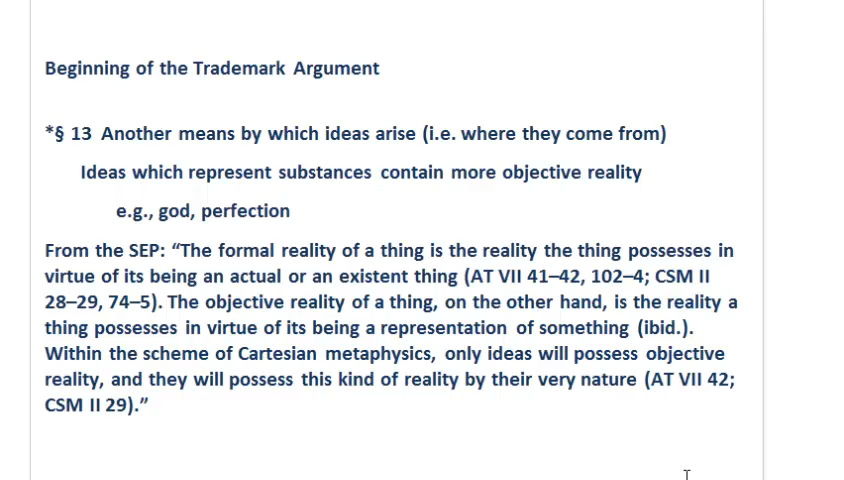 Beginning of the Trademark Argument
*§ 13 Another means by which ideas arise (i.e. where they come from)
Ideas which represent substances contain more objective reality
e.g., god, perfection
From the SEP: “The formal reality of a thing is the reality the thing possesses in
virtue of its being an actual or an existent thing (AT VII 41–42, 102–4; CSM II
28–29, 74–5). The objective reality of a thing, on the other hand, is the reality a
thing possesses in virtue of its being a representation of something (ibid.).
Within the scheme of Cartesian metaphysics, only ideas will possess objective
reality, and they will possess this kind of reality by their very nature (AT VII 42;
CSM II 29).”